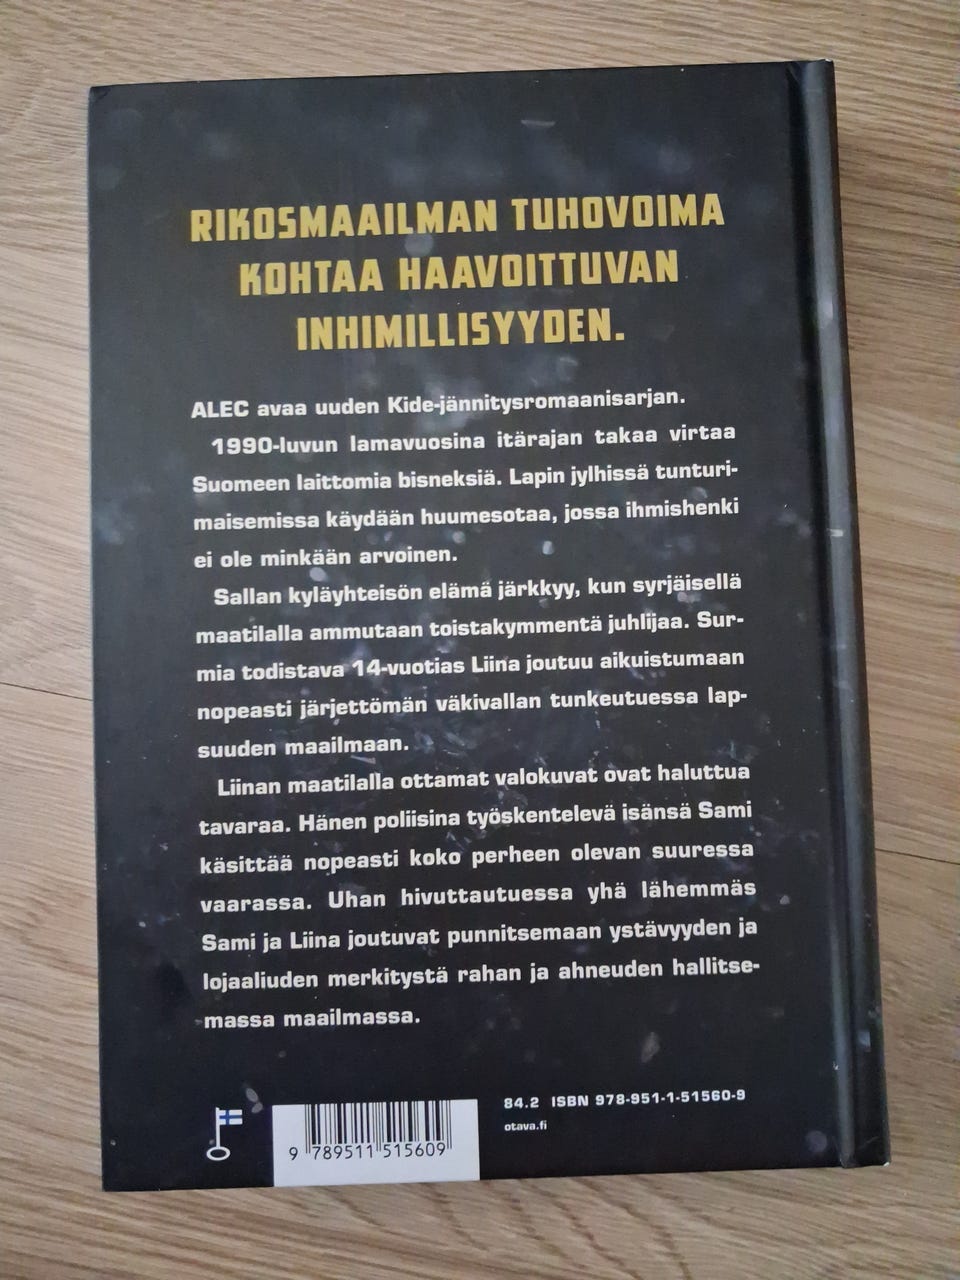 RIKOSMAAILMAN TUHOVOIMA
KOHTAA HAAVOITTUVAN
INHIMILLISYYDEN.
ALEC avaa uuden Kide-jännitysromaanisarjan.
1990-luvun lamavuosina itärajan takaa virtaa
Suomeen laittomia bisneksiä. Lapin jylhissä tunturi-
maisemissa käydään huumesotaa, jossa ihmishenki
ei ole minkään arvoinen.
Sallan kyläyhteisön elämä järkkyy, kun syrjäisellä
maatilalla ammutaan toistakymmentä juhlijaa. Sur-
mia todistava 14-vuotias Liina joutuu aikuistumaan
nopeasti järjettömän väkivallan tunkeutuessa lap-
suuden maailmaan.
Liinan maatilalla ottamat valokuvat ovat haluttua
tavaraa. Hänen poliisina työskentelevä isänsä Sami
käsittää nopeasti koko perheen olevan suuressa
vaarassa. Uhan hivuttautuessa yhä lähemmäs
Sami ja Liina joutuvat punnitsemaan ystävyyden ja
lojaaliuden merkitystä rahan ja ahneuden hallitse-
massa maailmassa.
84.2 ISBN 978-951-1-51560-9
otava.fi
9 789511 515609